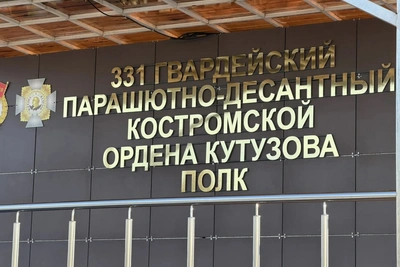 331 ГВАРДЕЙСКИЙ
ПАРАШЮТНО-ДЕСАНТНЫЙ
КОСТРОМСКОЙ
ОРДЕНА КУТУЗОВА
ПОЛК